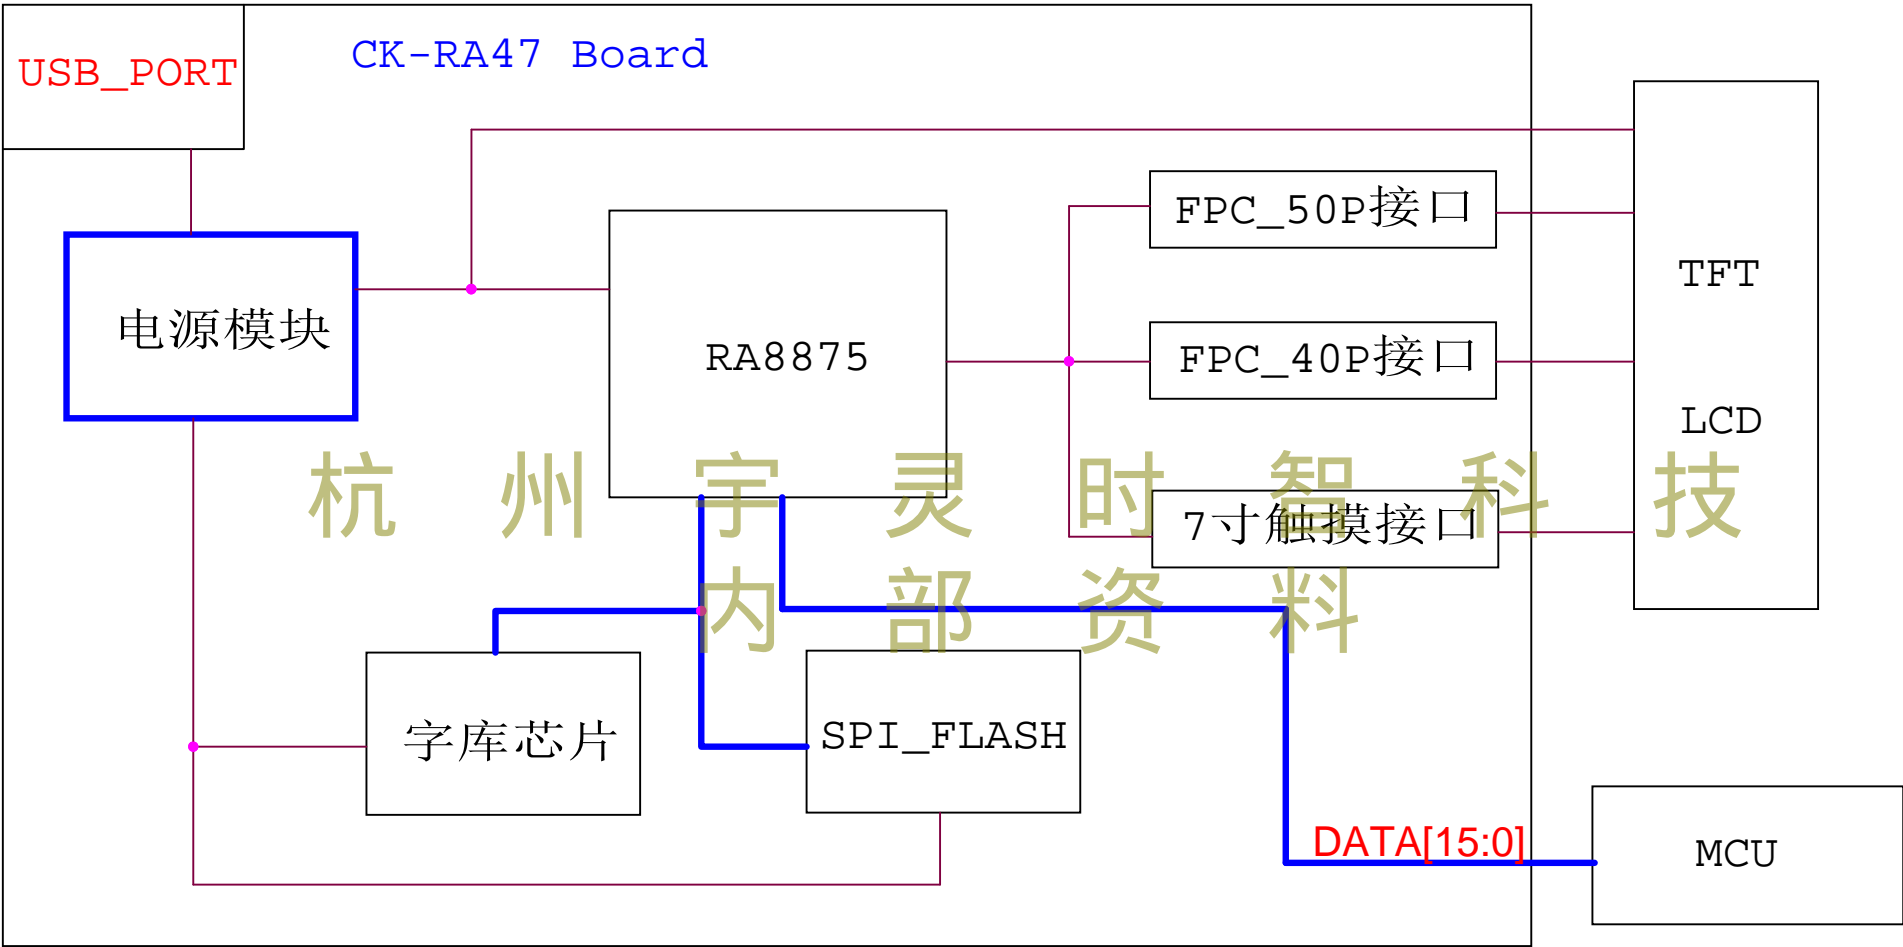 CK-RA47 Board
USB_PORT
FPC_50P接口
TFT
电源模块
RA8875
FPC_40P接口
LCD
杭州宇灵时智科技
7寸触摸接口
内部资料
字库芯片
SPI_FLASH
DATA[15:0]
MCU